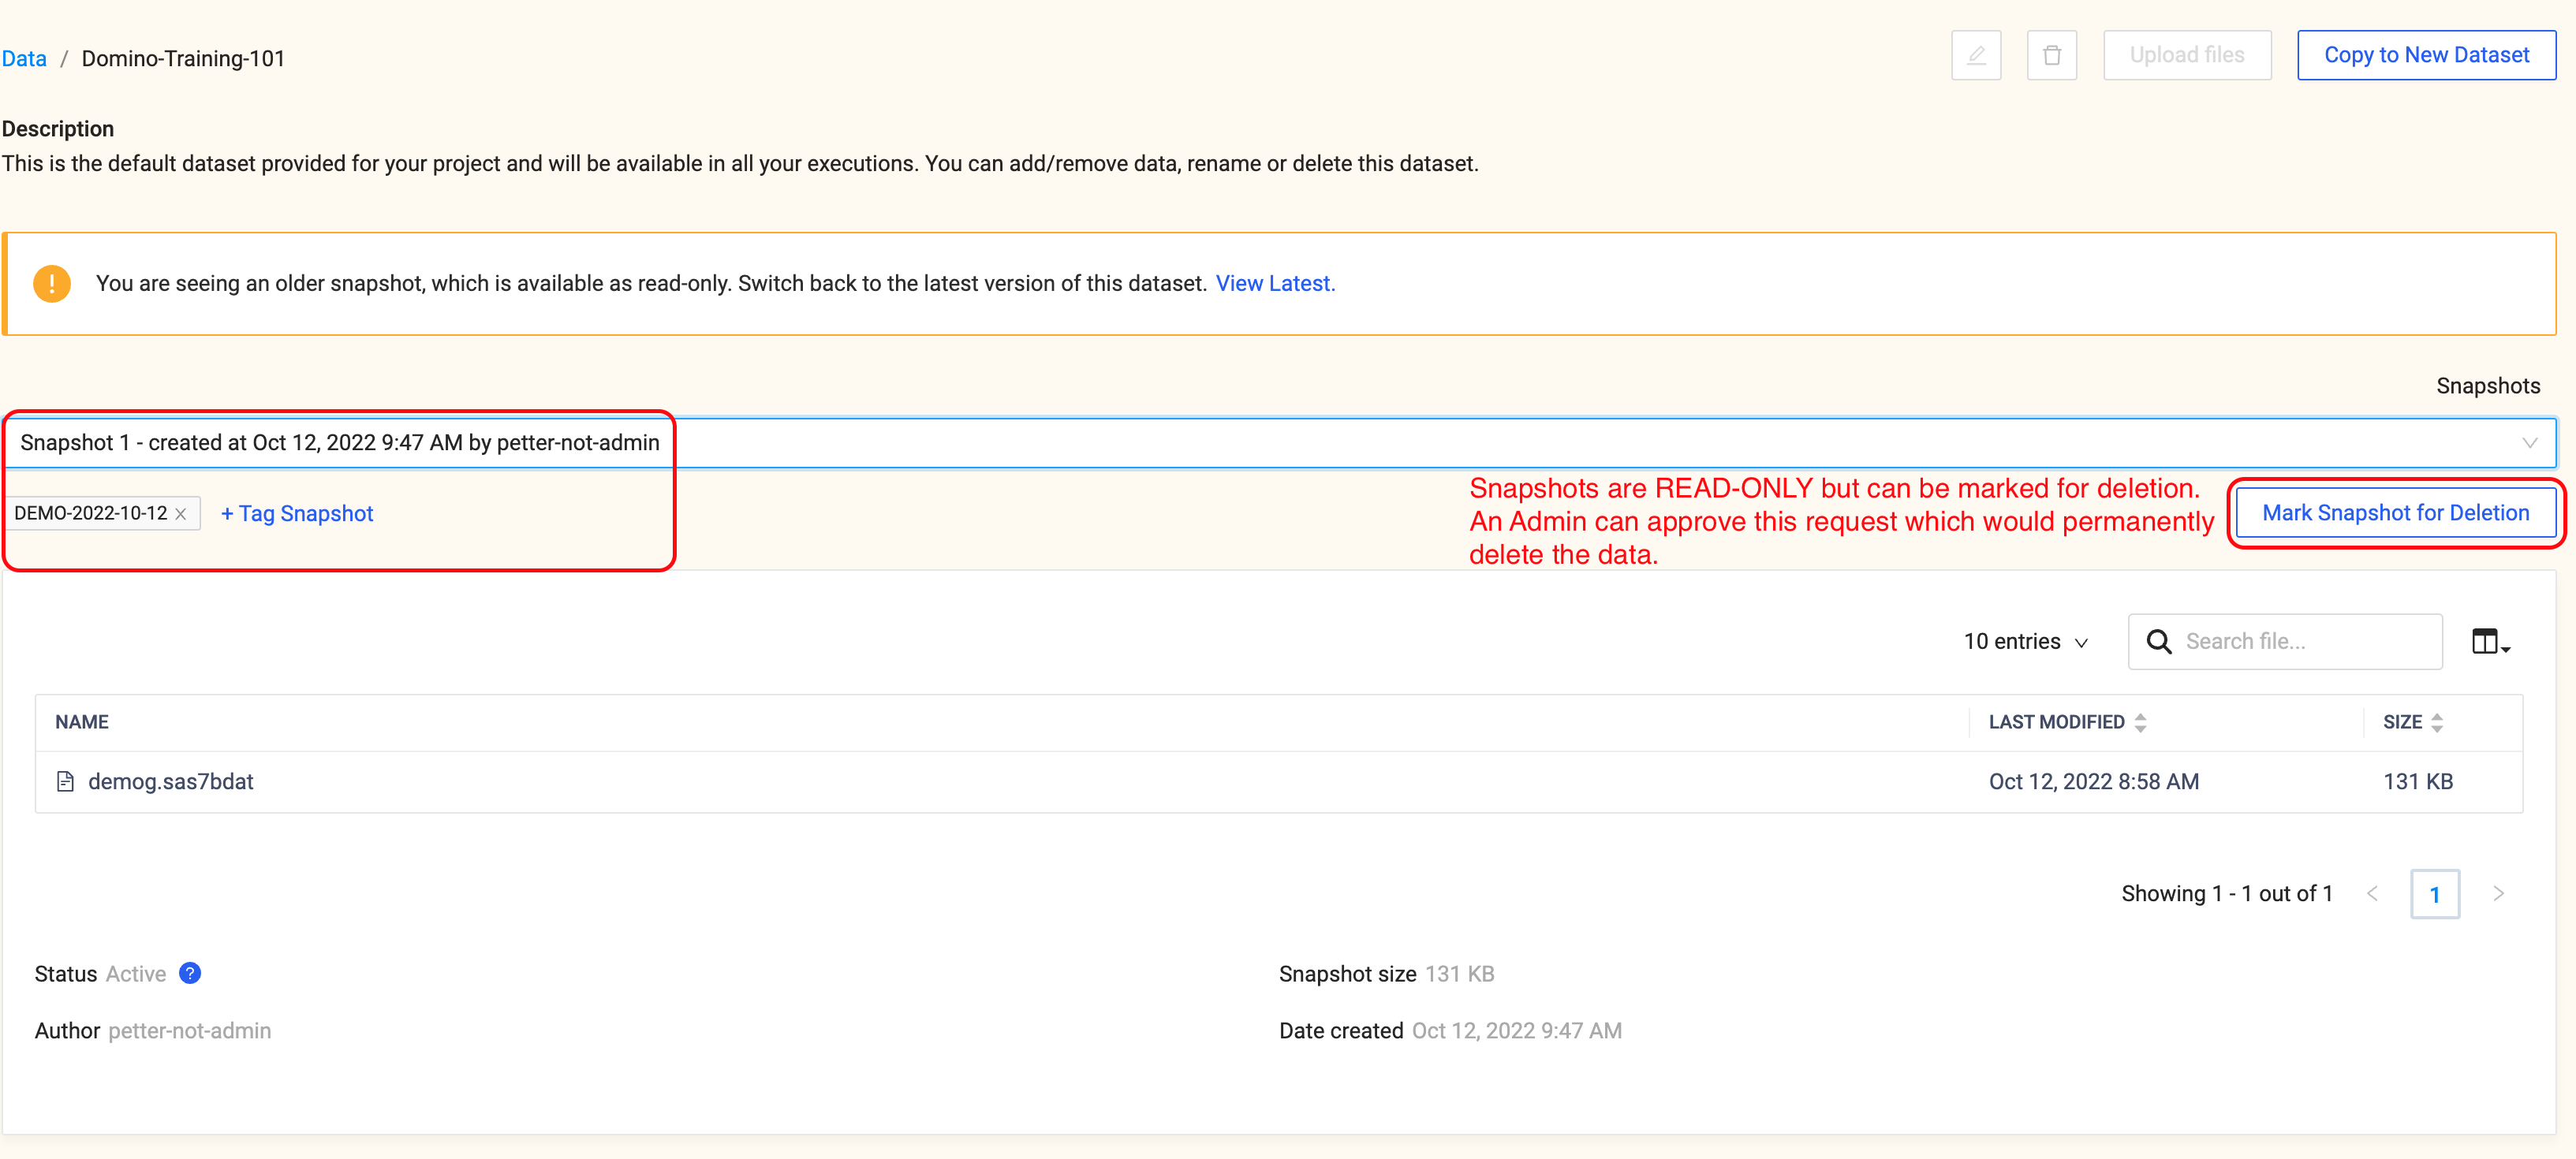 Data / Domino-Training-101
Upload files
Copy to New Dataset
Description
This is the default dataset provided for your project and will be available in all your executions. You can add/remove data, rename or delete this dataset.
! You are seeing an older snapshot, which is available as read-only. Switch back to the latest version of this dataset. View Latest.
Snapshots
Snapshot 1 - created at Oct 12, 2022 9:47 AM by petter-not-admin
DEMO-2022-10-12 × + Tag Snapshot
Snapshots are READ-ONLY but can be marked for deletion.
An Admin can approve this request which would permanently
delete the data.
Mark Snapshot for Deletion
10 entries
Search file...
NAME LAST MODIFIED SIZE
demog.sas7bdat Oct 12, 2022 8:58 AM 131 KB
Showing 1 - 1 out of 1 < 1 >
Status Active ?
Snapshot size 131 KB
Author petter-not-admin
Date created Oct 12, 2022 9:47 AM